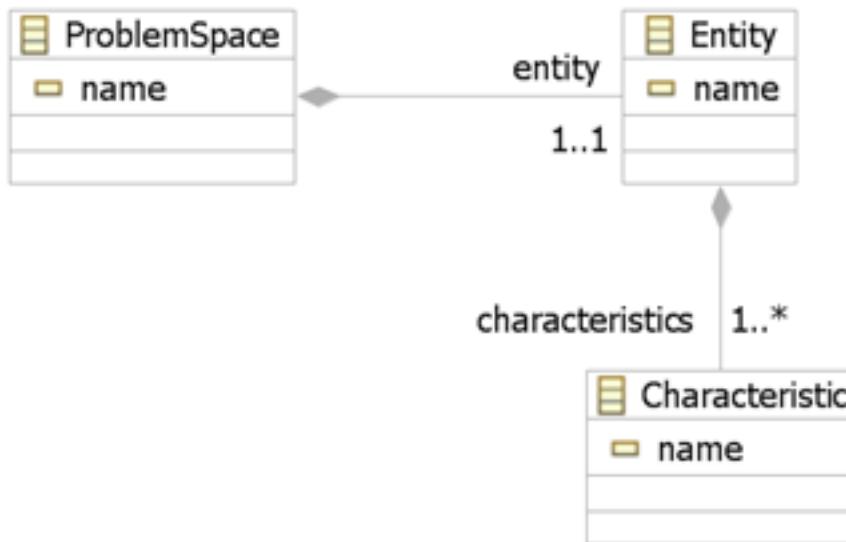 ProblemSpace
name
entity
1..1
Entity
name
characteristics
1..*
Characteristic
name